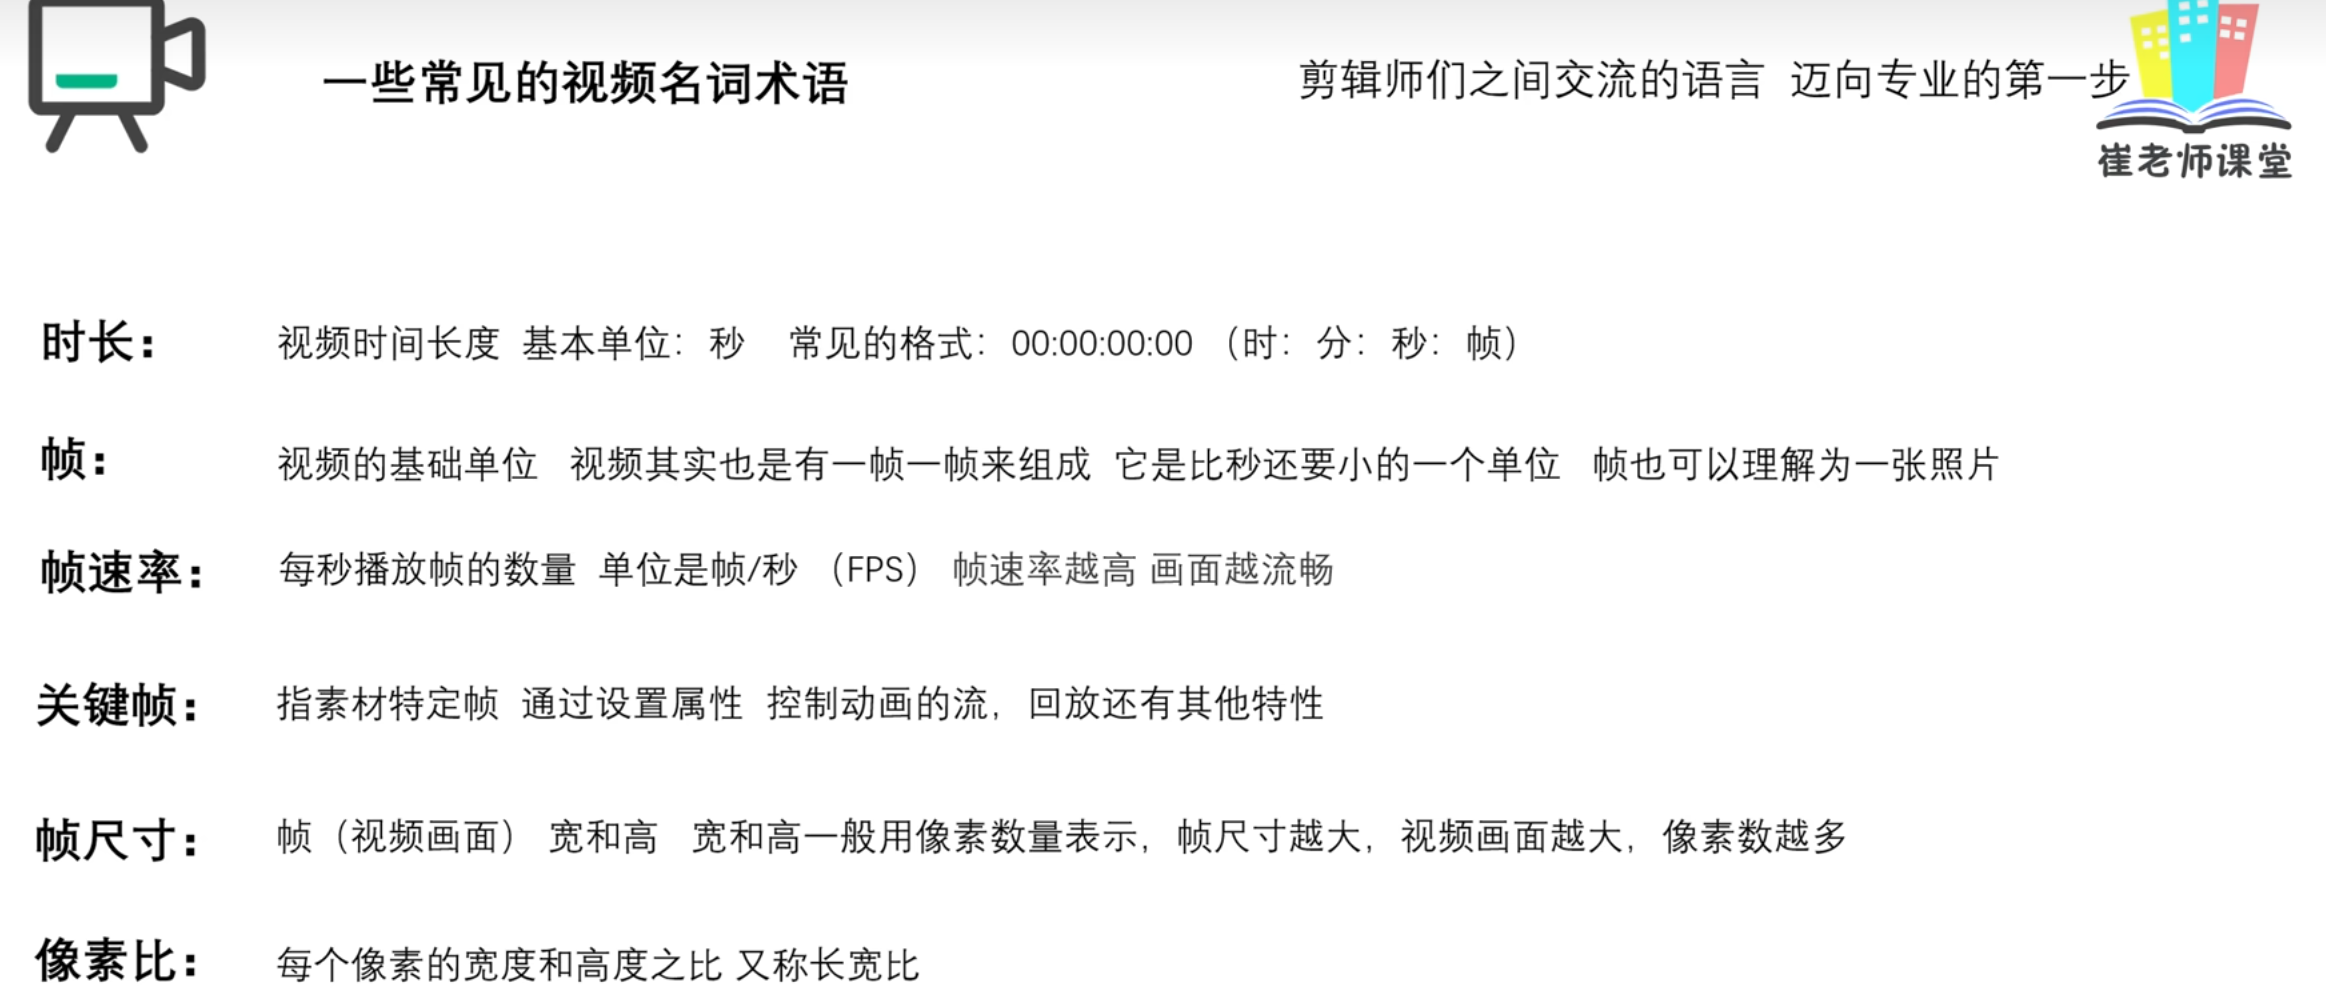 一些常见的视频名词术语
剪辑师们之间交流的语言 迈向专业的第一步
崔老师课堂
时长： 视频时间长度 基本单位：秒 常见的格式：00:00:00:00 （时：分：秒：帧）
帧： 视频的基础单位 视频其实也是有一帧一帧来组成 它是比秒还要小的一个单位 帧也可以理解为一张照片
帧速率： 每秒播放帧的数量 单位是帧/秒 （FPS） 帧速率越高 画面越流畅
关键帧： 指素材特定帧 通过设置属性 控制动画的流，回放还有其他特性
帧尺寸： 帧（视频画面） 宽和高 宽和高一般用像素数量表示，帧尺寸越大，视频画面越大，像素数越多
像素比： 每个像素的宽度和高度之比 又称长宽比